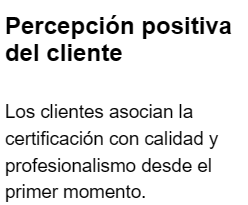 Percepción positiva
del cliente
Los clientes asocian la
certificación con calidad y
profesionalismo desde el
primer momento.